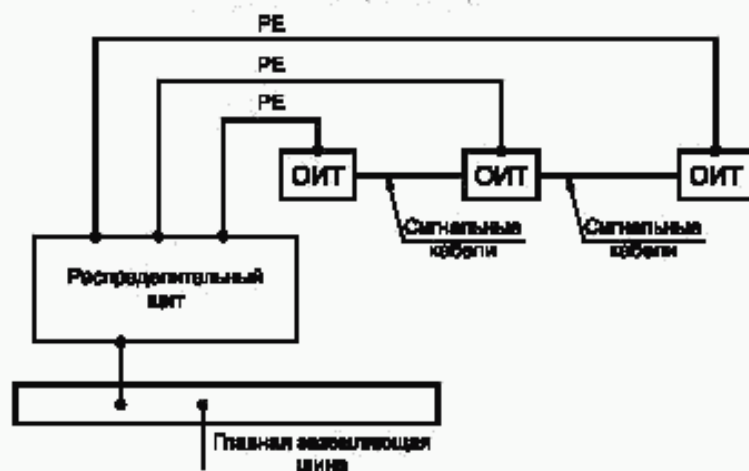 PE
PE
PE
ОИТ
ОИТ
ОИТ
Сигнальные
кабели
Сигнальные
кабели
Распределительный
щит
Главная заземляющая
шина